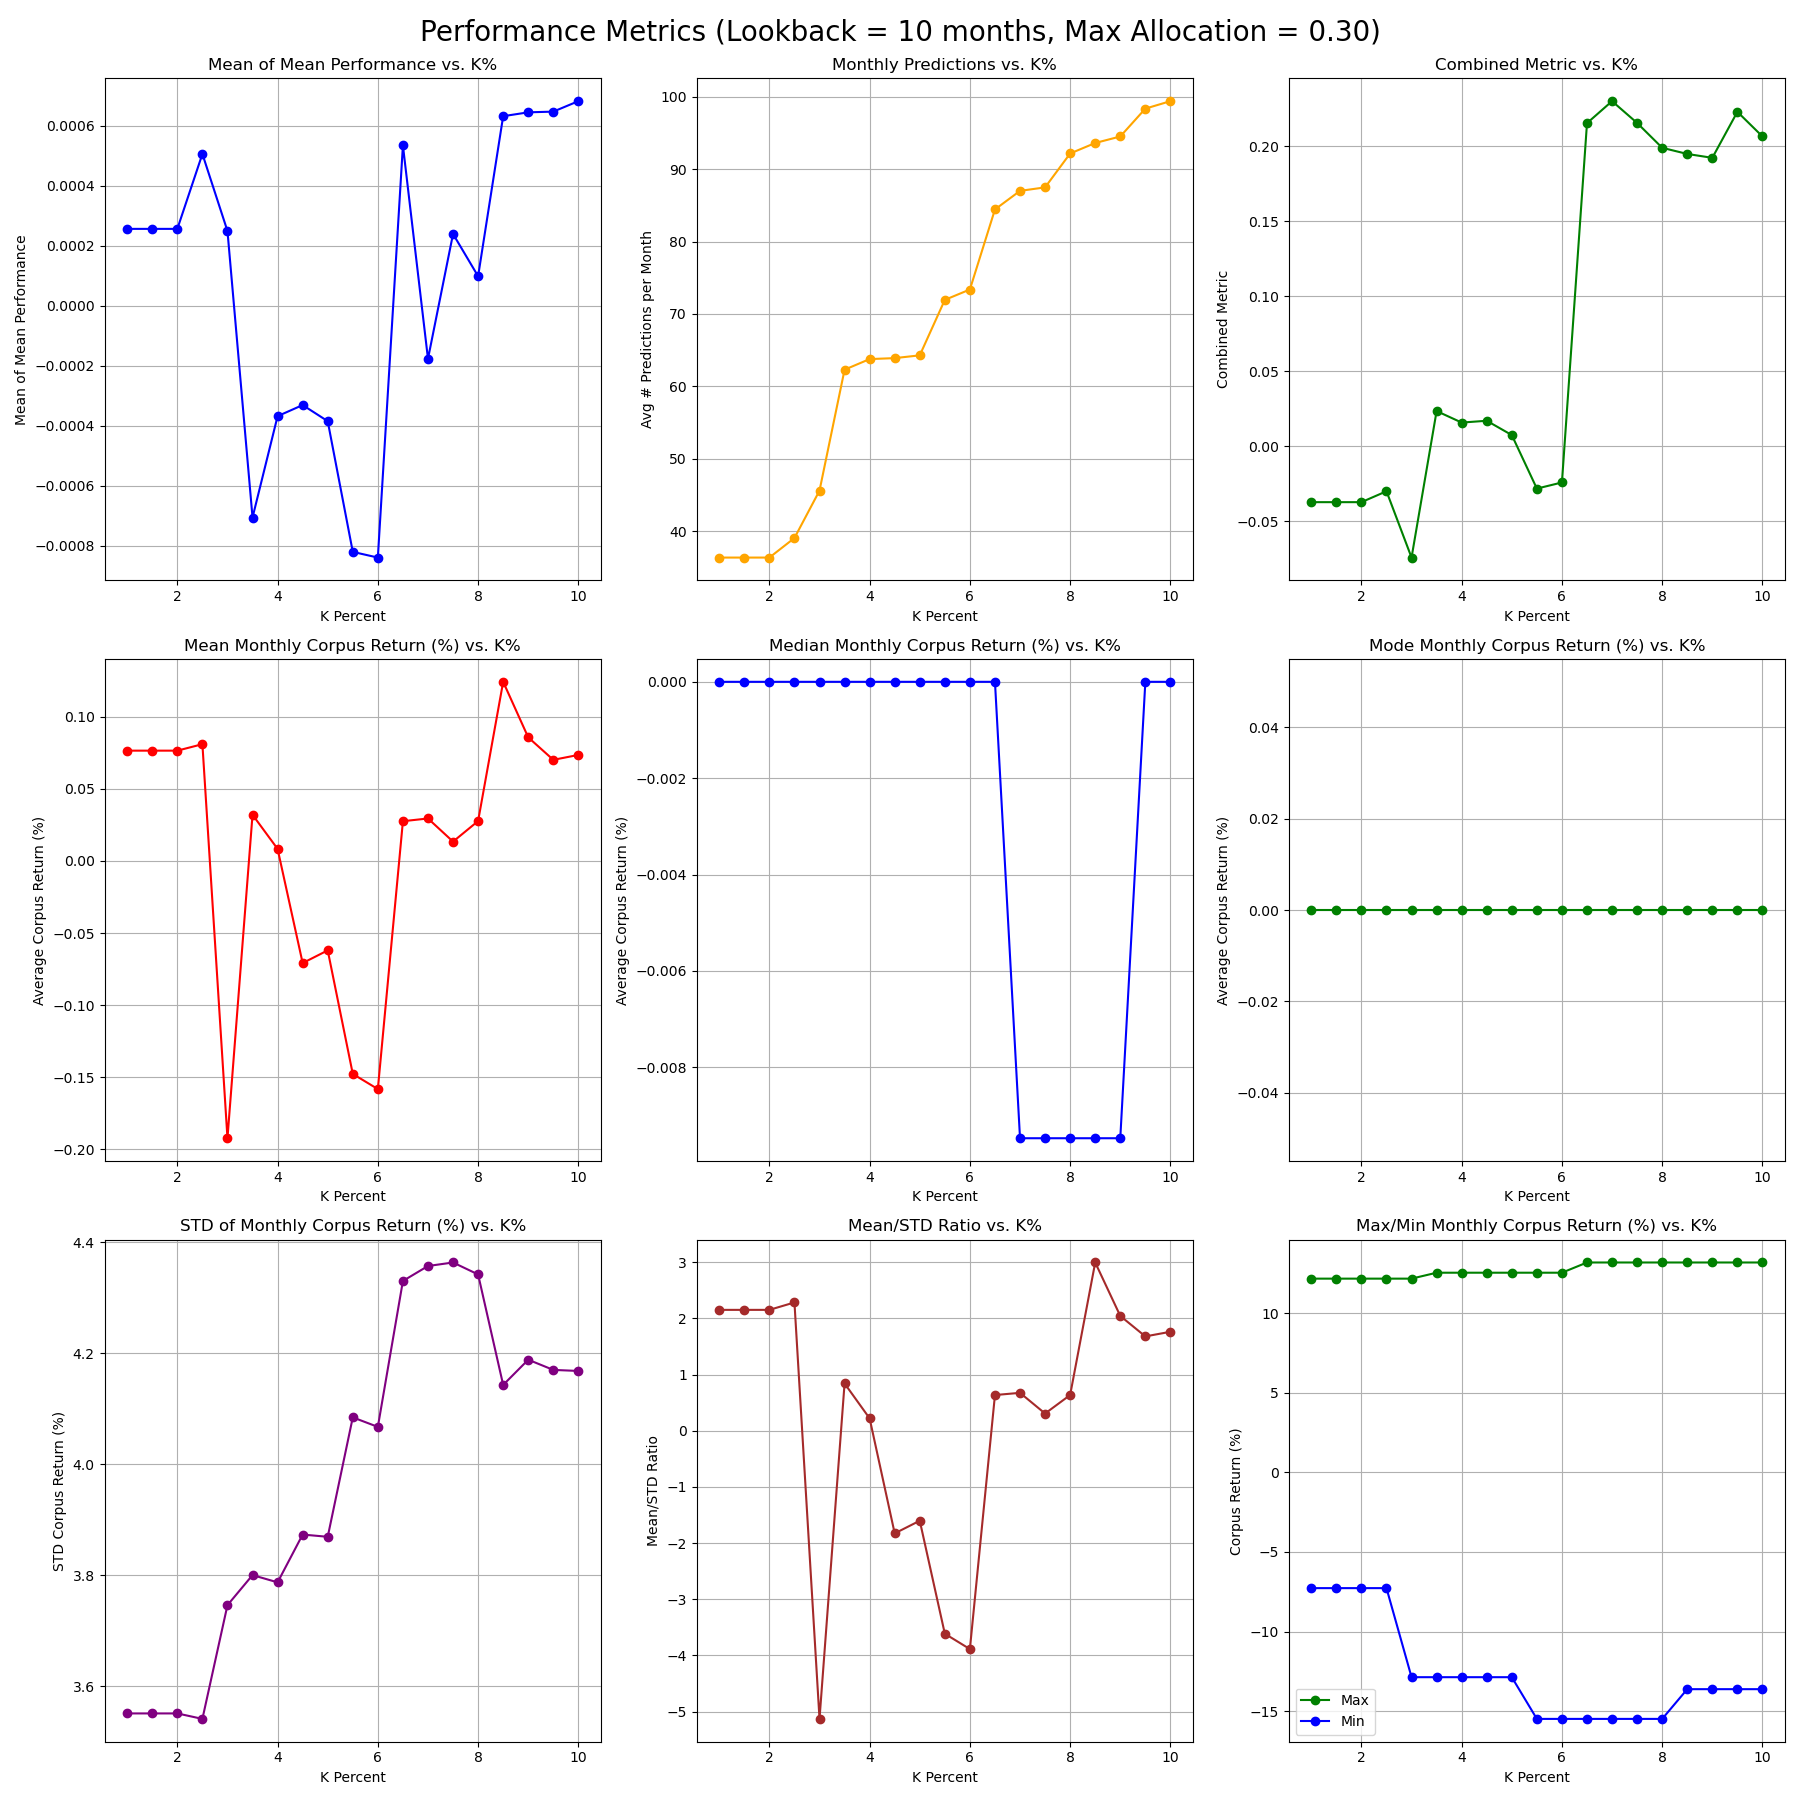 Performance Metrics (Lookback = 10 months, Max Allocation = 0.30)
Mean of Mean Performance vs. K%
Mean of Mean Performance
0.0006
0.0004
0.0002
0.0000
−0.0002
−0.0004
−0.0006
−0.0008
2 4 6 8 10
K Percent
Monthly Predictions vs. K%
Avg # Predictions per Month
100
90
80
70
60
50
40
2 4 6 8 10
K Percent
Combined Metric vs. K%
Combined Metric
0.20
0.15
0.10
0.05
0.00
−0.05
2 4 6 8 10
K Percent
Mean Monthly Corpus Return (%) vs. K%
Average Corpus Return (%)
0.10
0.05
0.00
−0.05
−0.10
−0.15
−0.20
2 4 6 8 10
K Percent
Median Monthly Corpus Return (%) vs. K%
Average Corpus Return (%)
0.000
−0.002
−0.004
−0.006
−0.008
2 4 6 8 10
K Percent
Mode Monthly Corpus Return (%) vs. K%
Average Corpus Return (%)
0.04
0.02
0.00
−0.02
−0.04
2 4 6 8 10
K Percent
STD of Monthly Corpus Return (%) vs. K%
STD Corpus Return (%)
4.4
4.2
4.0
3.8
3.6
2 4 6 8 10
K Percent
Mean/STD Ratio vs. K%
Mean/STD Ratio
3
2
1
0
−1
−2
−3
−4
−5
2 4 6 8 10
K Percent
Max/Min Monthly Corpus Return (%) vs. K%
Corpus Return (%)
10
5
0
−5
−10
−15
Max
Min
2 4 6 8 10
K Percent